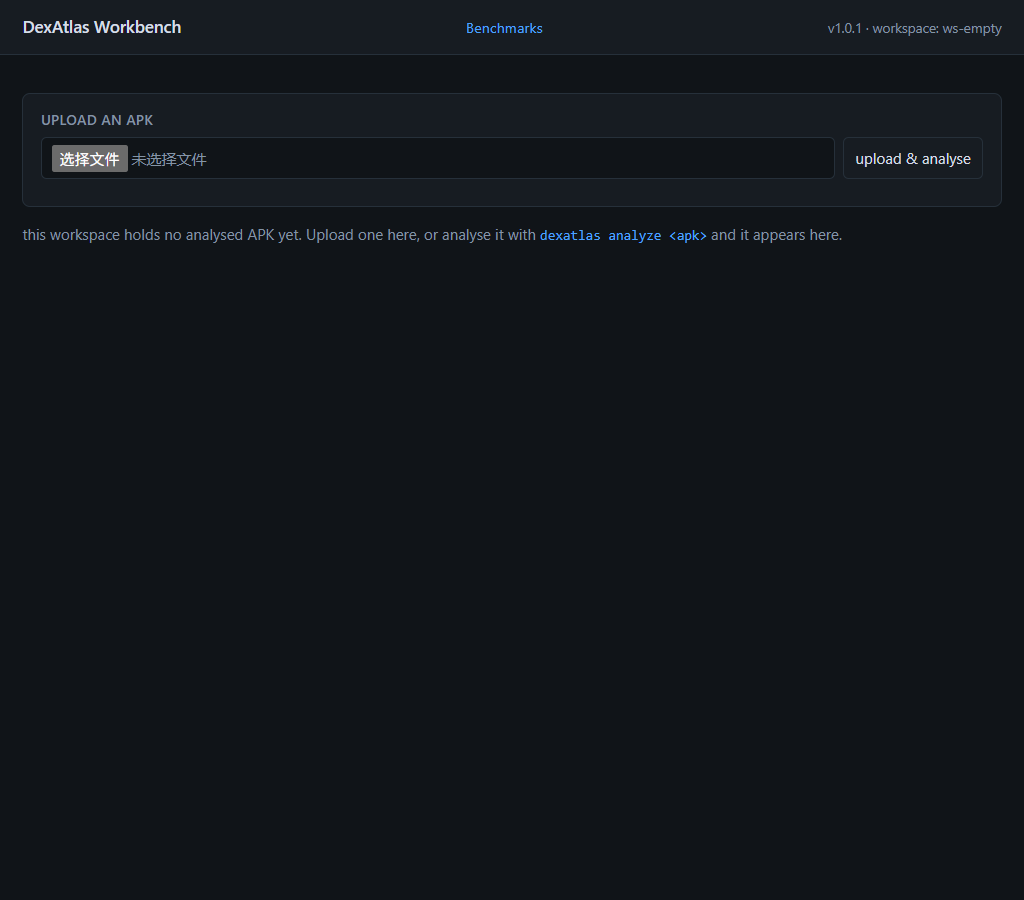 DexAtlas Workbench
Benchmarks
v1.0.1 · workspace: ws-empty
UPLOAD AN APK
选择文件 未选择文件
upload & analyse
this workspace holds no analysed APK yet. Upload one here, or analyse it with dexatlas analyze <apk> and it appears here.